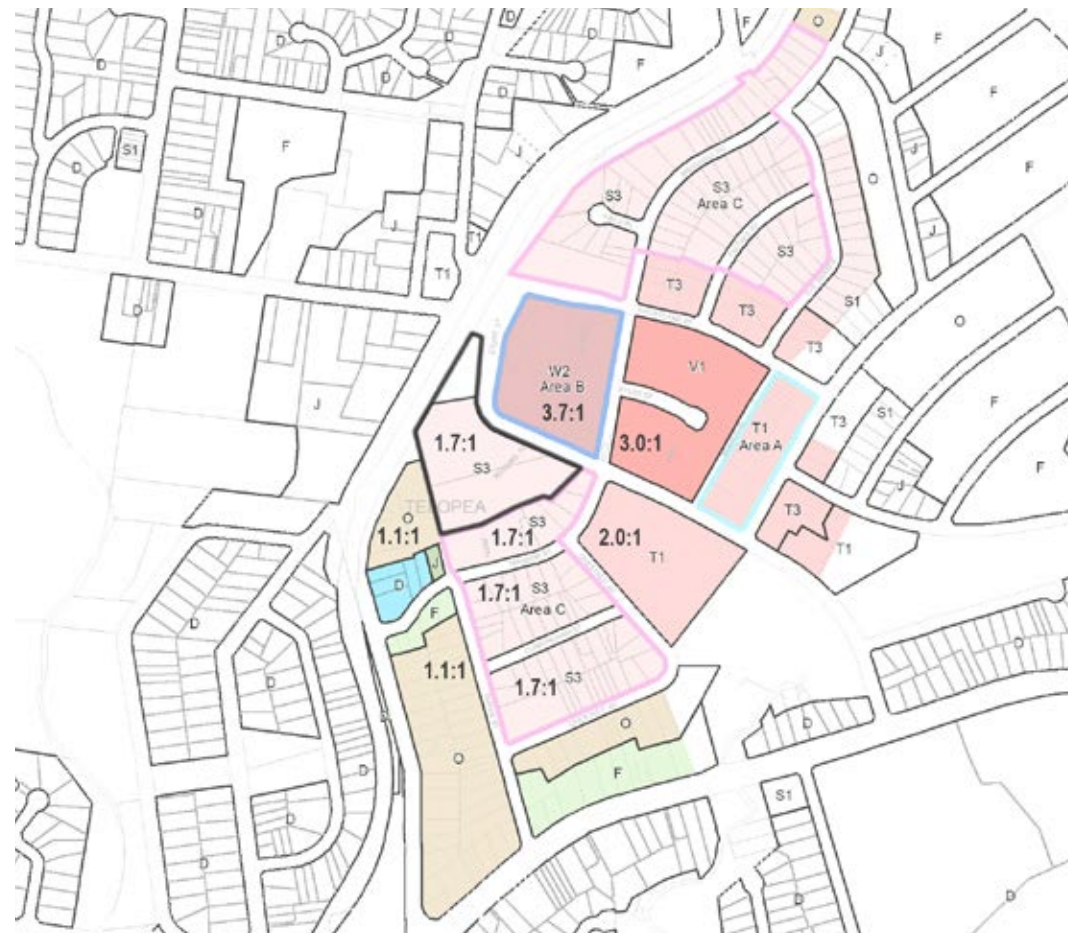 F
O
D
J
F
D
D
D
F
D
F
S1
D
F
J
F
F
D
S3
Area C
O
J
S3
S3
J
J
T1
T1
T3
T3
S1
O
D
T3
W2
Area B
3.7:1
V1
J
3.0:1
T1
Area A
T3
S1
F
1.7:1
S3
F
J
TELOPEA
O
1.1:1
S3
1.7:1
2.0:1
T1
T3
T1
D
J
1.7:1
S3
Area C
F
D
D
D
1.1:1
1.7:1
S3
O
D
O
F
D
D
D
S1
D
D
D
D
D